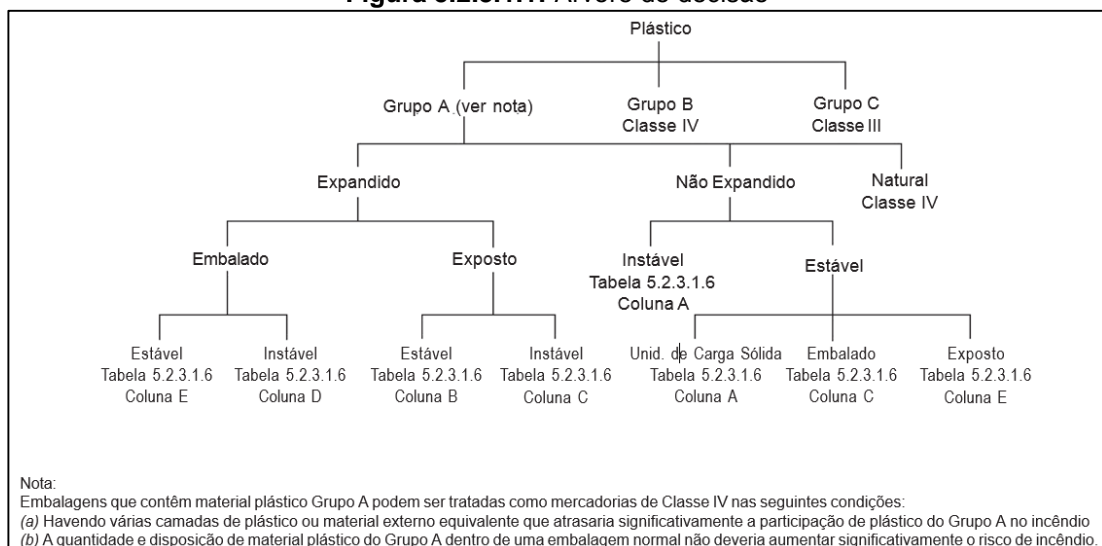 Plástico
Grupo A (ver nota)
Grupo B
Classe IV
Grupo C
Classe III
Expandido
Não Expandido
Natural
Classe IV
Embalado
Exposto
Instável
Tabela 5.2.3.1.6
Coluna A
Estável
Estável
Tabela 5.2.3.1.6
Coluna E
Instável
Tabela 5.2.3.1.6
Coluna D
Estável
Tabela 5.2.3.1.6
Coluna B
Instável
Tabela 5.2.3.1.6
Coluna C
Unid. de Carga Sólida
Tabela 5.2.3.1.6
Coluna A
Embalado
Tabela 5.2.3.1.6
Coluna C
Exposto
Tabela 5.2.3.1.6
Coluna E
Nota:
Embalagens que contêm material plástico Grupo A podem ser tratadas como mercadorias de Classe IV nas seguintes condições:
(a) Havendo várias camadas de plástico ou material externo equivalente que atrasaria significativamente a participação de plástico do Grupo A no incêndio
(b) A quantidade e disposição de material plástico do Grupo A dentro de uma embalagem normal não deveria aumentar significativamente o risco de incêndio.